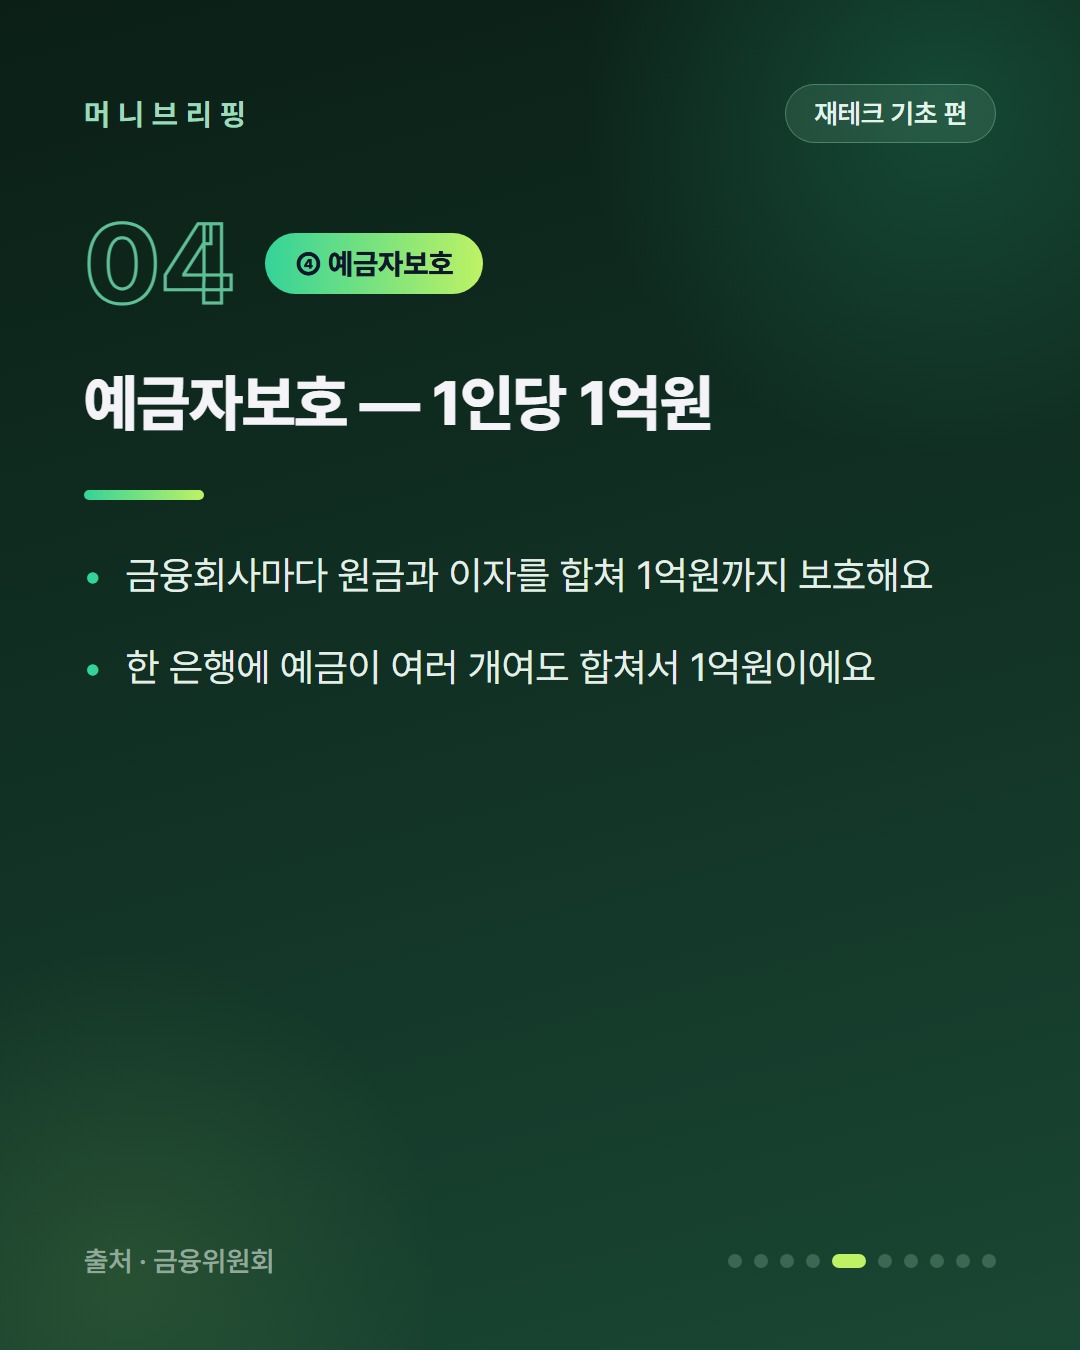 머니브리핑
재테크 기초 편
04
④ 예금자보호
예금자보호 — 1인당 1억원
• 금융회사마다 원금과 이자를 합쳐 1억원까지 보호해요
• 한 은행에 예금이 여러 개여도 합쳐서 1억원이에요
출처 · 금융위원회